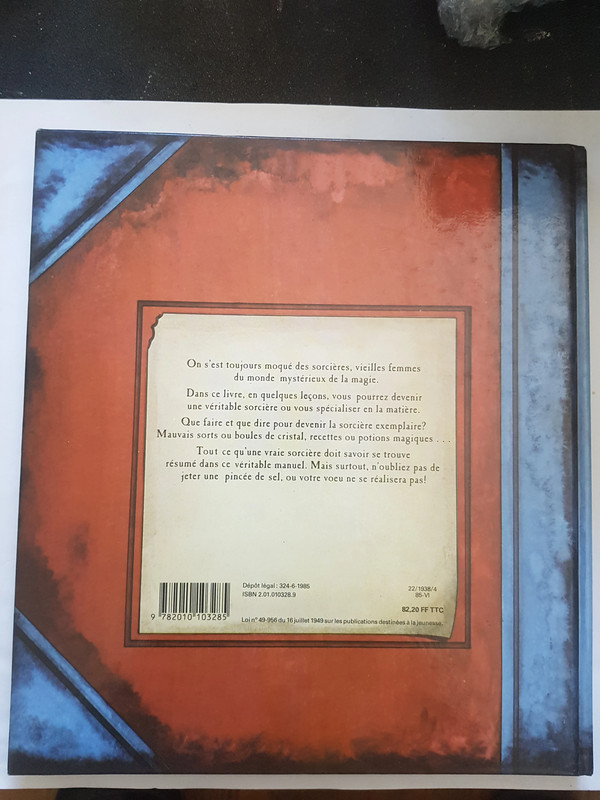 On s'est toujours moqué des sorcières, vieilles femmes
du monde mystérieux de la magie.
Dans ce livre, en quelques leçons, vous pourrez devenir
une véritable sorcière ou vous spécialiser en la matière.
Que faire et que dire pour devenir la sorcière exemplaire?
Mauvais sorts ou boules de cristal, recettes ou potions magiques . . .
Tout ce qu'une vraie sorcière doit savoir se trouve
résumé dans ce véritable manuel. Mais surtout, n'oubliez pas de
jeter une pincée de sel, ou votre voeu ne se réalisera pas!
Dépôt légal : 324-6-1985
ISBN 2.01.010328.9
22/1938/4
85-VI
82,20 FF TTC
9 782010 103285
Loi n° 49-956 du 16 juillet 1949 sur les publications destinées à la jeunesse.